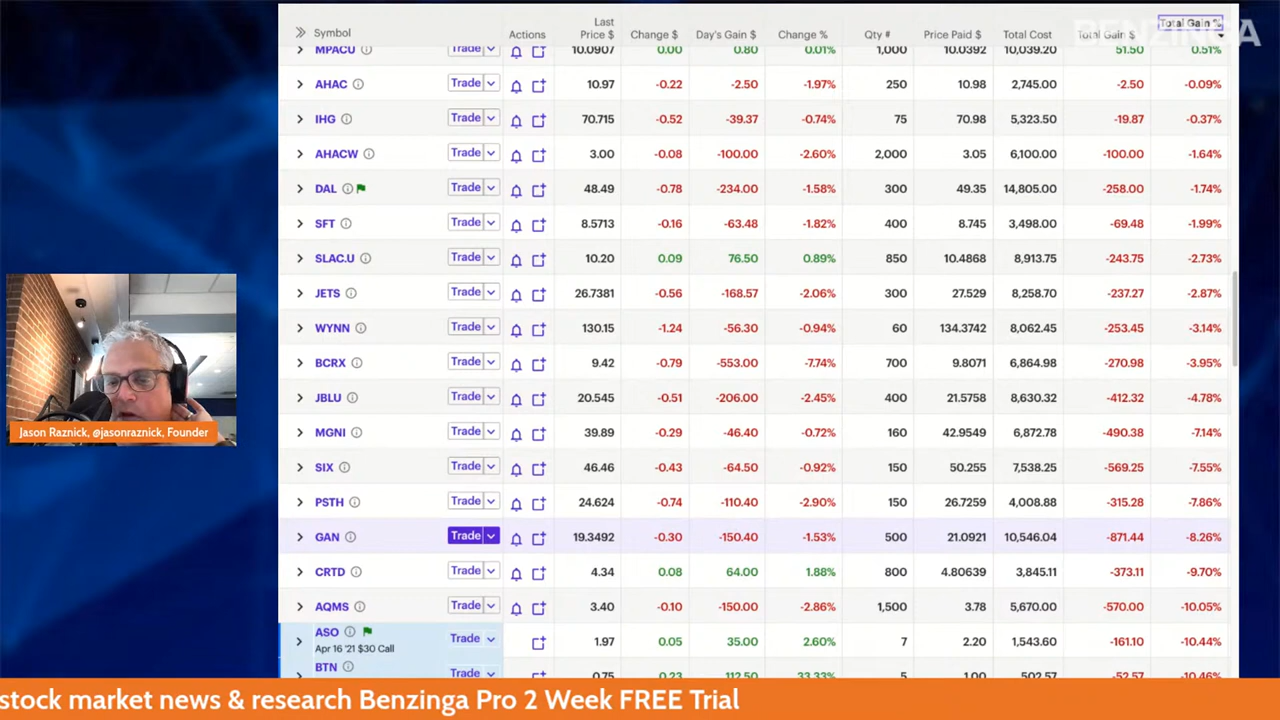 BENZINGA
Symbol Actions Last Price $ Change $ Day's Gain $ Change % Qty # Price Paid $ Total Cost Total Gain $ Total Gain %
MPACU Trade 10.0907 0.00 0.80 0.01% 1,000 10.0392 10,039.20 51.50 0.51%
AHAC Trade 10.97 -0.22 -2.50 -1.97% 250 10.98 2,745.00 -2.50 -0.09%
IHG Trade 70.715 -0.52 -39.37 -0.74% 75 70.98 5,323.50 -19.87 -0.37%
AHACW Trade 3.00 -0.08 -100.00 -2.60% 2,000 3.05 6,100.00 -100.00 -1.64%
DAL Trade 48.49 -0.78 -234.00 -1.58% 300 49.35 14,805.00 -258.00 -1.74%
SFT Trade 8.5713 -0.16 -63.48 -1.82% 400 8.745 3,498.00 -69.48 -1.99%
SLAC.U Trade 10.20 0.09 76.50 0.89% 850 10.4868 8,913.75 -243.75 -2.73%
JETS Trade 26.7381 -0.56 -168.57 -2.06% 300 27.529 8,258.70 -237.27 -2.87%
WYNN Trade 130.15 -1.24 -56.30 -0.94% 60 134.3742 8,062.45 -253.45 -3.14%
BCRX Trade 9.42 -0.79 -553.00 -7.74% 700 9.8071 6,864.98 -270.98 -3.95%
JBLU Trade 20.545 -0.51 -206.00 -2.45% 400 21.5758 8,630.32 -412.32 -4.78%
MGNI Trade 39.89 -0.29 -46.40 -0.72% 160 42.9549 6,872.78 -490.38 -7.14%
SIX Trade 46.46 -0.43 -64.50 -0.92% 150 50.255 7,538.25 -569.25 -7.55%
PSTH Trade 24.624 -0.74 -110.40 -2.90% 150 26.7259 4,008.88 -315.28 -7.86%
GAN Trade 19.3492 -0.30 -150.40 -1.53% 500 21.0921 10,546.04 -871.44 -8.26%
CRTD Trade 4.34 0.08 64.00 1.88% 800 4.80639 3,845.11 -373.11 -9.70%
AQMS Trade 3.40 -0.10 -150.00 -2.86% 1,500 3.78 5,670.00 -570.00 -10.05%
ASO Trade 1.97 0.05 35.00 2.60% 7 2.20 1,543.60 -161.10 -10.44%
Apr 16 '21 $30 Call
BTN Trade 0.75 0.23 112.50 33.33% 5 1.00 502.57 -52.57 -10.46%
Jason Raznick, @jasonraznick, Founder
stock market news & research Benzinga Pro 2 Week FREE Trial